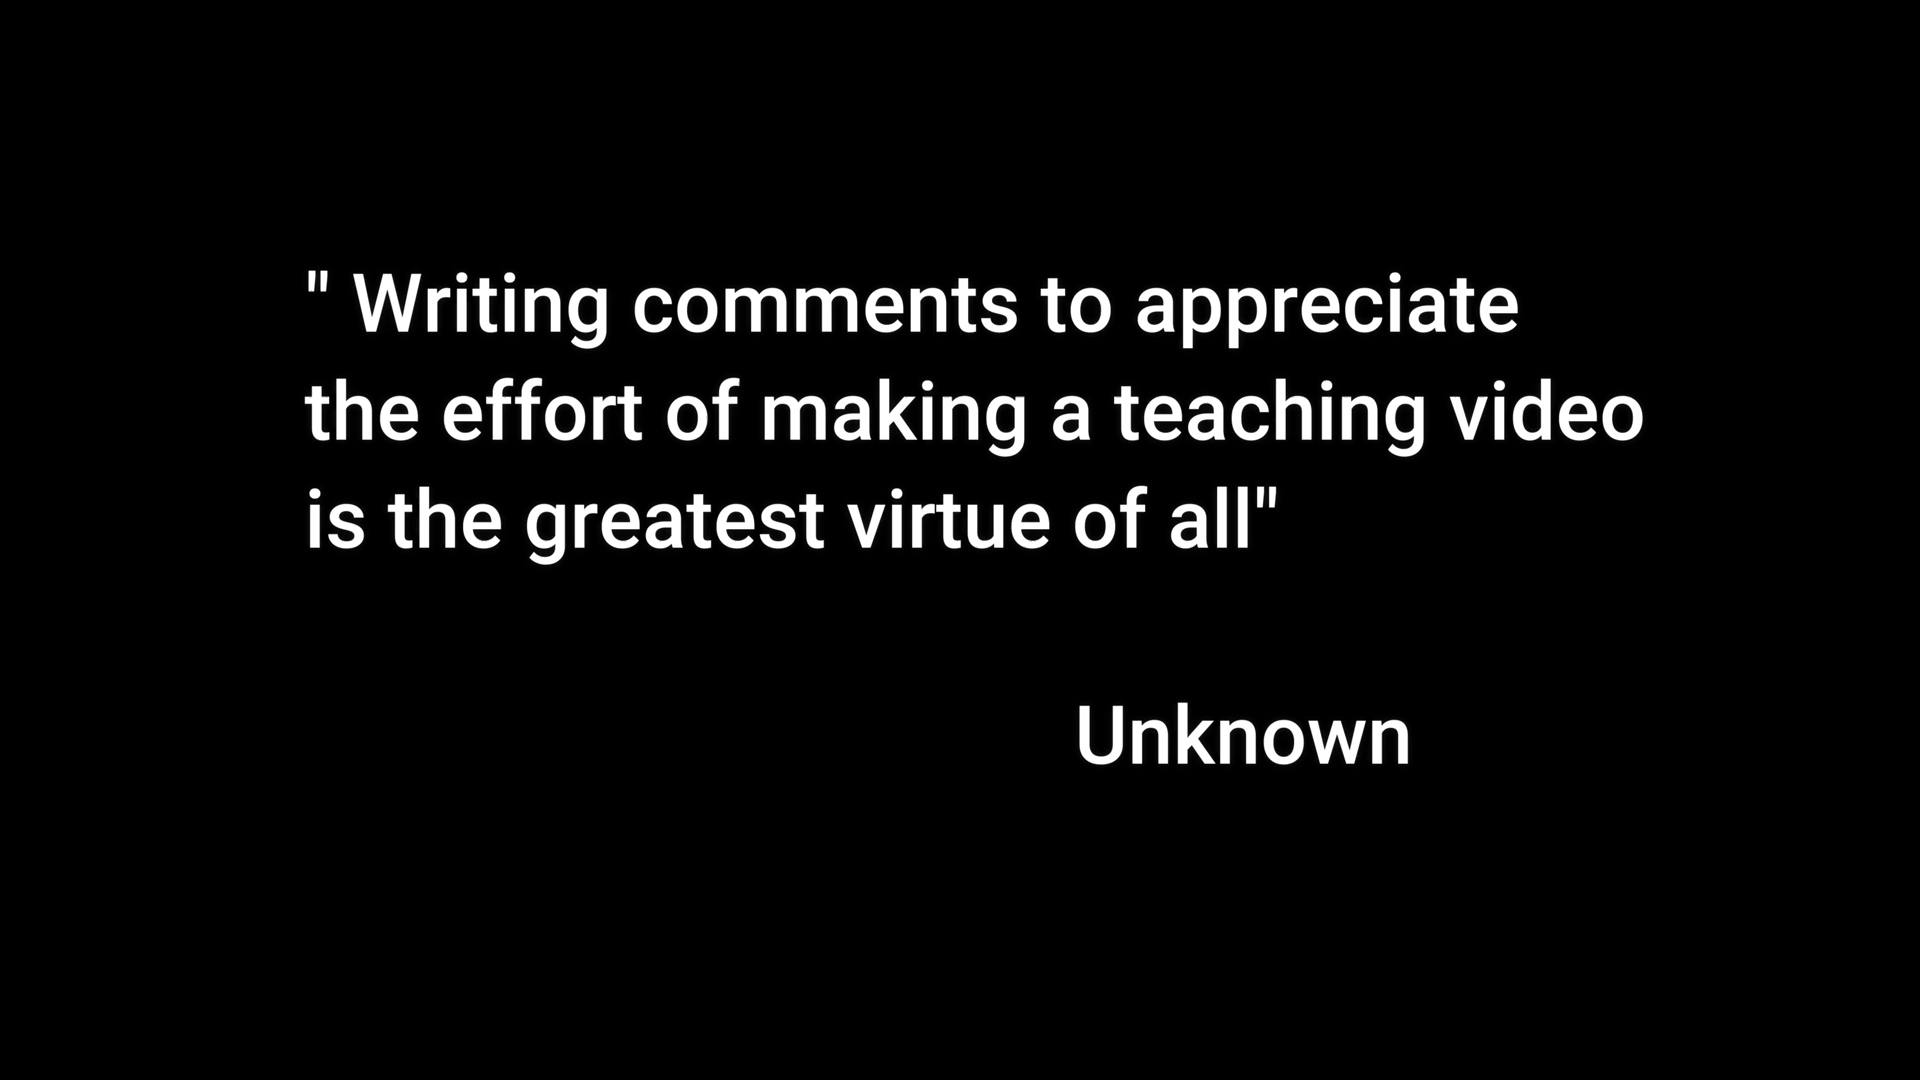 " Writing comments to appreciate
the effort of making a teaching video
is the greatest virtue of all"
Unknown